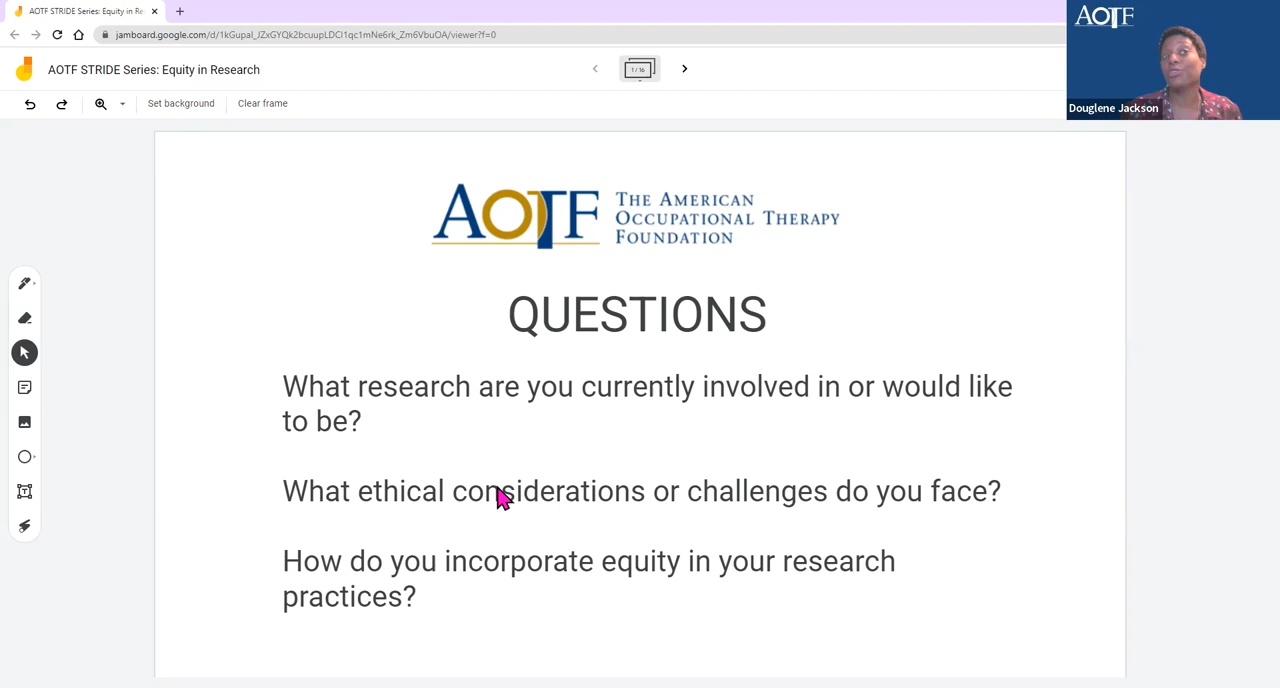 AOTF STRIDE Series: Equity in Re
jamboard.google.com/d/1kGupal_JZxGYQk2bcuupLDCl1qc1mNe6rk_Zm6VbuOA/viewer?f=0
AOTF
AOTF STRIDE Series: Equity in Research
1 / 16
Set background
Clear frame
Douglene Jackson
AOTF
THE AMERICAN
OCCUPATIONAL THERAPY
FOUNDATION
QUESTIONS
What research are you currently involved in or would like
to be?
What ethical considerations or challenges do you face?
How do you incorporate equity in your research
practices?